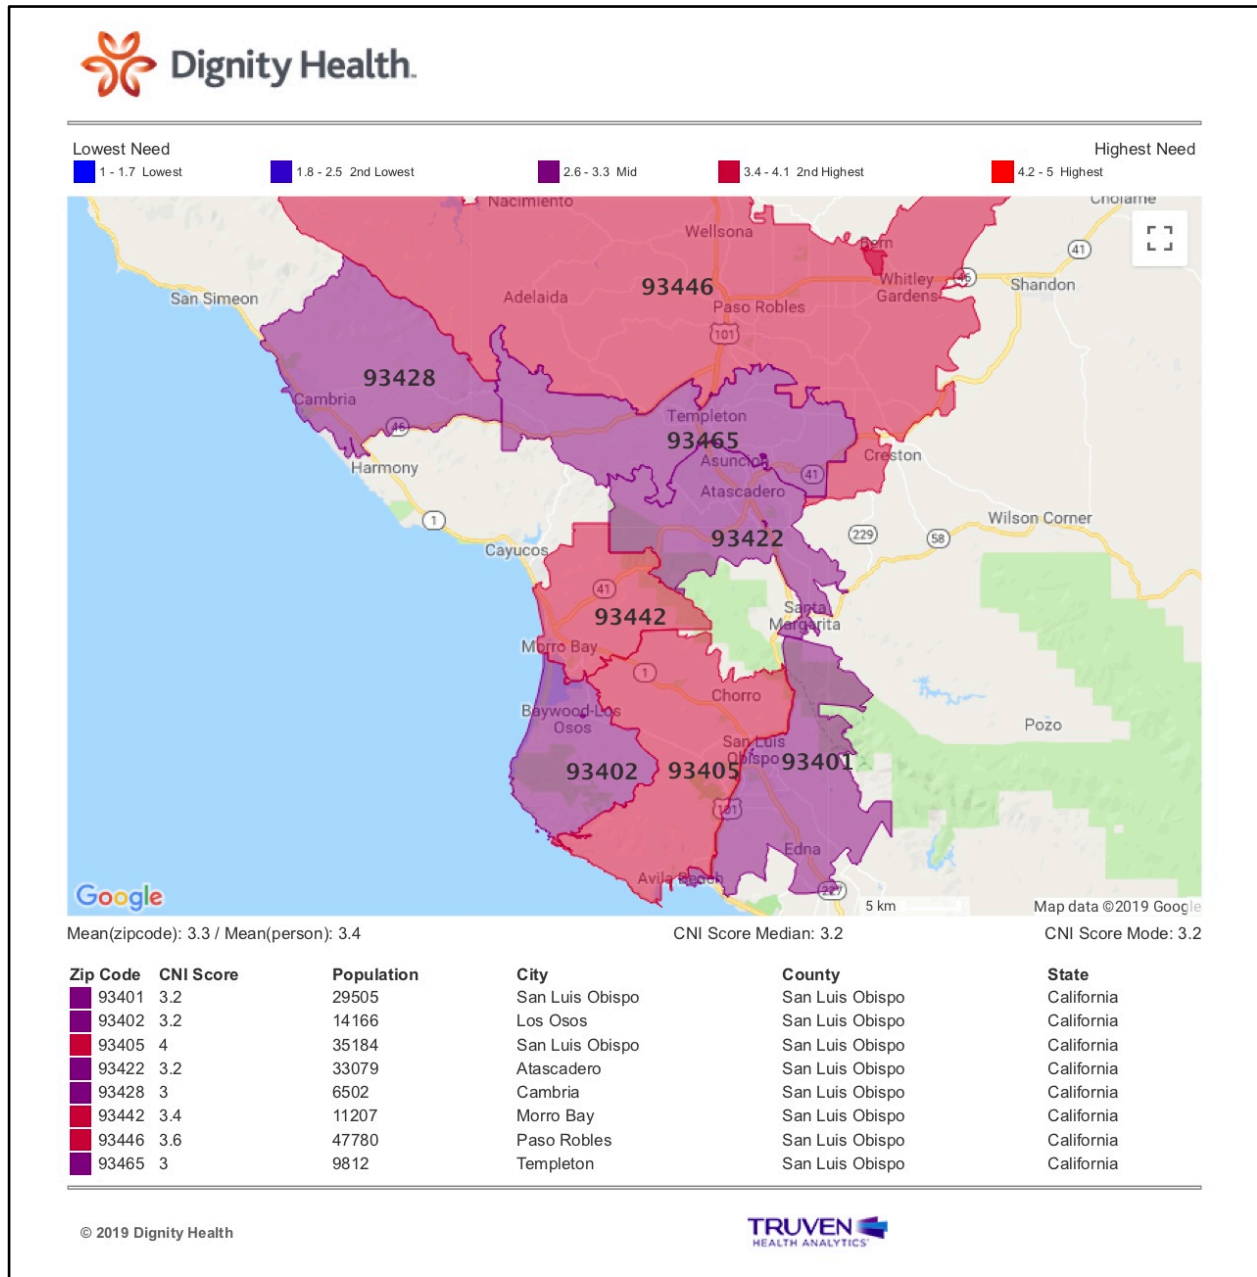 Dignity Health™
Lowest Need Highest Need
1 - 1.7 Lowest 1.8 - 2.5 2nd Lowest 2.6 - 3.3 Mid 3.4 - 4.1 2nd Highest 4.2 - 5 Highest
Nacimiento
Cholame
Wellsona
41
46
Whitley
Gardens
Shandon
San Simeon
93446
Adelaida
Paso Robles
101
93428
Cambria
46
Templeton
93465
Asuncion
41
Creston
Harmony
Atascadero
1
Wilson Corner
93422
229
58
Cayucos
41
93442
Santa
Margarita
Morro Bay
1
Chorro
Baywood-Los
Osos
Pozo
San Luis
Obispo
93402
93405
93401
101
Edna
Avila Beach
227
Google
5 km
Map data ©2019 Google
Mean(zipcode): 3.3 / Mean(person): 3.4 CNI Score Median: 3.2 CNI Score Mode: 3.2
Zip Code CNI Score Population City County State
93401 3.2 29505 San Luis Obispo San Luis Obispo California
93402 3.2 14166 Los Osos San Luis Obispo California
93405 4 35184 San Luis Obispo San Luis Obispo California
93422 3.2 33079 Atascadero San Luis Obispo California
93428 3 6502 Cambria San Luis Obispo California
93442 3.4 11207 Morro Bay San Luis Obispo California
93446 3.6 47780 Paso Robles San Luis Obispo California
93465 3 9812 Templeton San Luis Obispo California
© 2019 Dignity Health
TRUVEN
HEALTH ANALYTICS